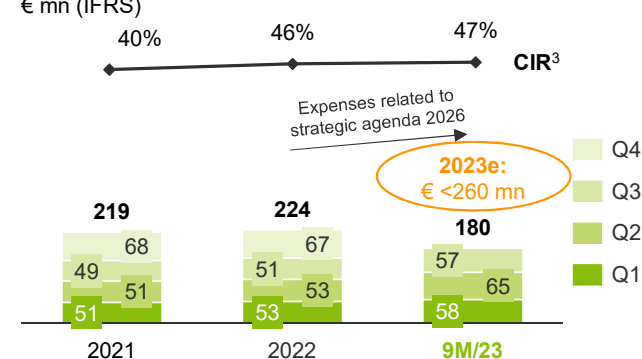 € mn (IFRS)
40%
46%
47%
CIR³
Expenses related to
strategic agenda 2026
2023e:
€ <260 mn
219
224
180
Q4
Q3
Q2
Q1
68
49
51
51
67
51
53
53
57
65
58
2021
2022
9M/23